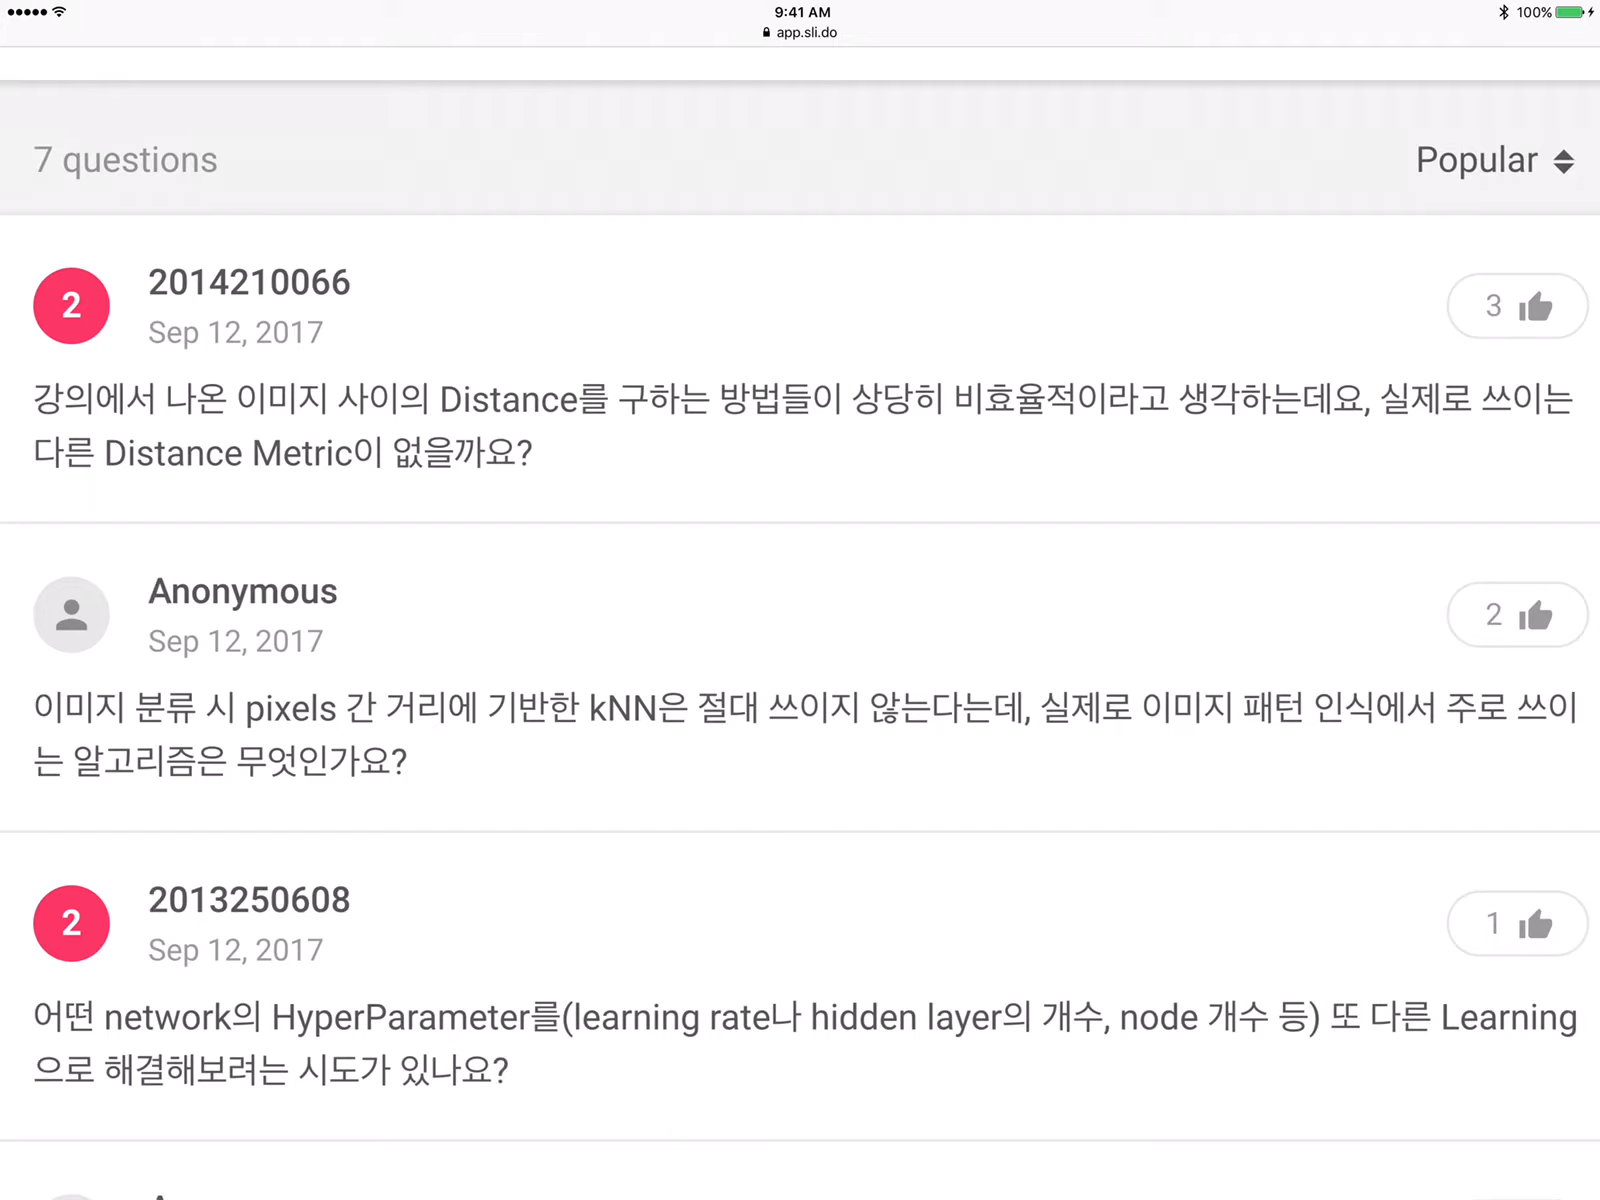 9:41 AM
100%
app.sli.do
7 questions
Popular
2
2014210066
Sep 12, 2017
3
강의에서 나온 이미지 사이의 Distance를 구하는 방법들이 상당히 비효율적이라고 생각하는데요, 실제로 쓰이는
다른 Distance Metric이 없을까요?
Anonymous
Sep 12, 2017
2
이미지 분류 시 pixels 간 거리에 기반한 kNN은 절대 쓰이지 않는다는데, 실제로 이미지 패턴 인식에서 주로 쓰이
는 알고리즘은 무엇인가요?
2
2013250608
Sep 12, 2017
1
어떤 network의 HyperParameter를(learning rate나 hidden layer의 개수, node 개수 등) 또 다른 Learning
으로 해결해보려는 시도가 있나요?